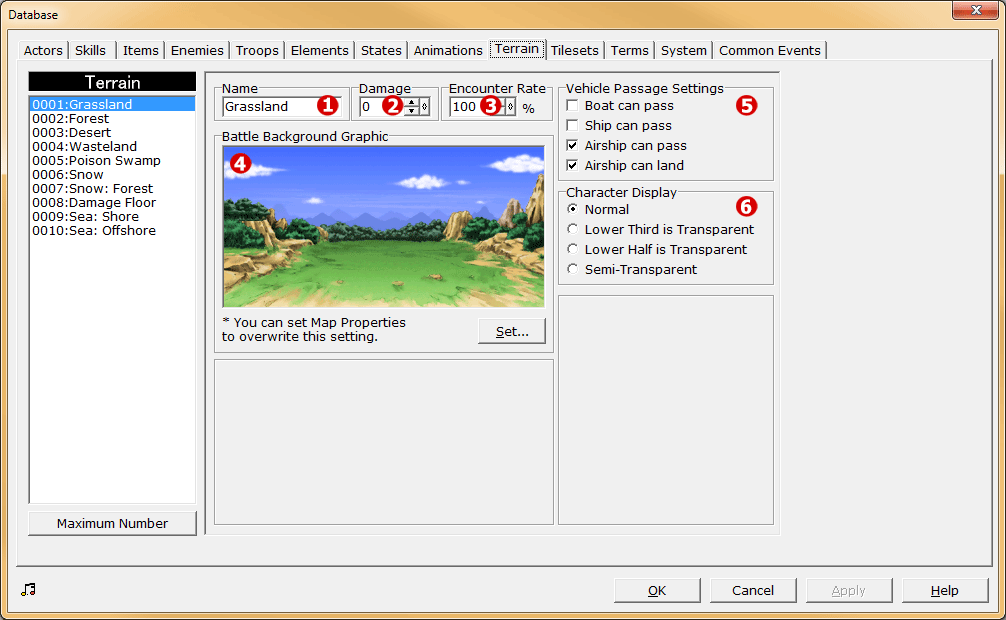 Database
Actors Skills Items Enemies Troops Elements States Animations Terrain Tilesets Terms System Common Events
Terrain
0001:Grassland
0002:Forest
0003:Desert
0004:Wasteland
0005:Poison Swamp
0006:Snow
0007:Snow: Forest
0008:Damage Floor
0009:Sea: Shore
0010:Sea: Offshore
Maximum Number
Name
Grassland 1
Damage
0 2
Encounter Rate
100 3 %
Battle Background Graphic
4
* You can set Map Properties
to overwrite this setting.
Set...
Vehicle Passage Settings
Boat can pass 5
Ship can pass
Airship can pass
Airship can land
Character Display
Normal 6
Lower Third is Transparent
Lower Half is Transparent
Semi-Transparent
OK Cancel Apply Help